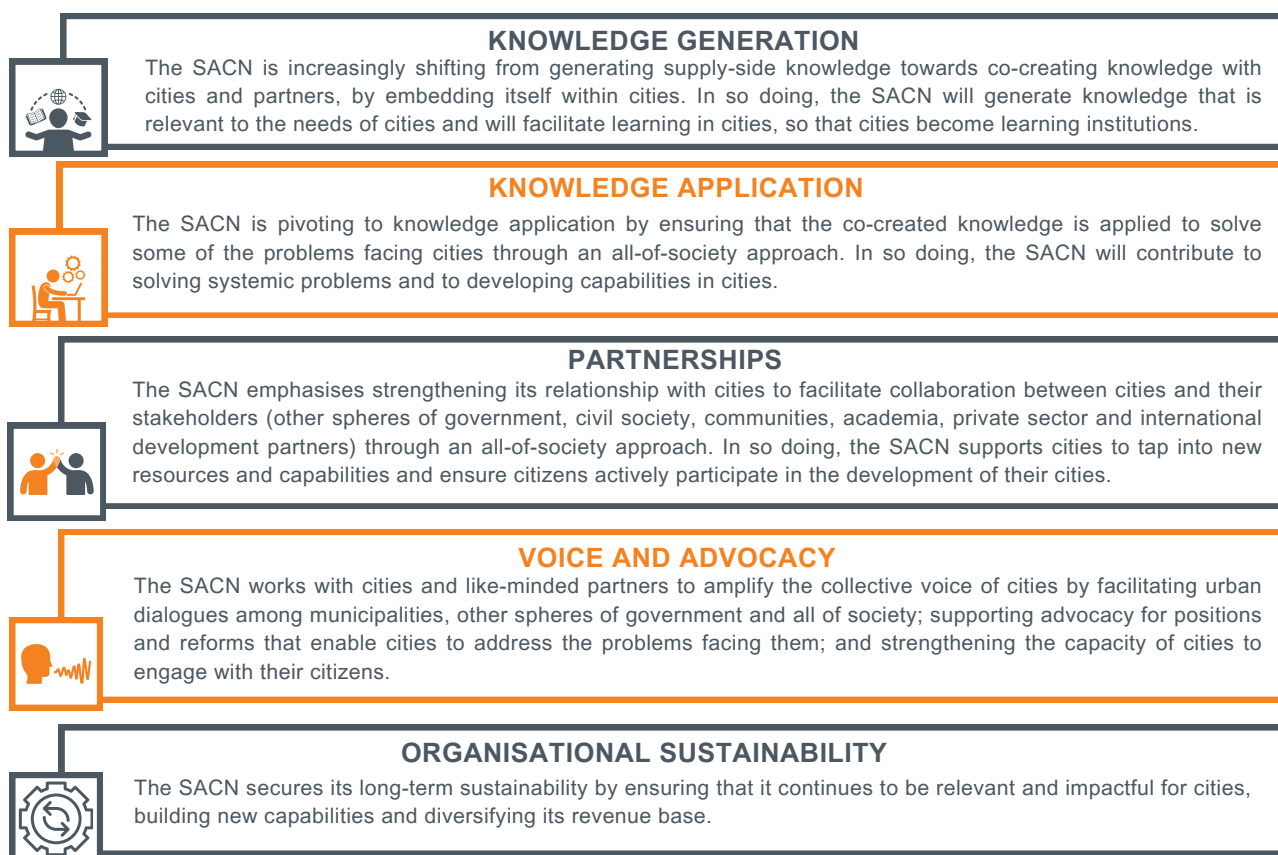 KNOWLEDGE GENERATION
The SACN is increasingly shifting from generating supply-side knowledge towards co-creating knowledge with
cities and partners, by embedding itself within cities. In so doing, the SACN will generate knowledge that is
relevant to the needs of cities and will facilitate learning in cities, so that cities become learning institutions.
KNOWLEDGE APPLICATION
The SACN is pivoting to knowledge application by ensuring that the co-created knowledge is applied to solve
some of the problems facing cities through an all-of-society approach. In so doing, the SACN will contribute to
solving systemic problems and to developing capabilities in cities.
PARTNERSHIPS
The SACN emphasises strengthening its relationship with cities to facilitate collaboration between cities and their
stakeholders (other spheres of government, civil society, communities, academia, private sector and international
development partners) through an all-of-society approach. In so doing, the SACN supports cities to tap into new
resources and capabilities and ensure citizens actively participate in the development of their cities.
VOICE AND ADVOCACY
The SACN works with cities and like-minded partners to amplify the collective voice of cities by facilitating urban
dialogues among municipalities, other spheres of government and all of society; supporting advocacy for positions
and reforms that enable cities to address the problems facing them; and strengthening the capacity of cities to
engage with their citizens.
ORGANISATIONAL SUSTAINABILITY
The SACN secures its long-term sustainability by ensuring that it continues to be relevant and impactful for cities,
building new capabilities and diversifying its revenue base.